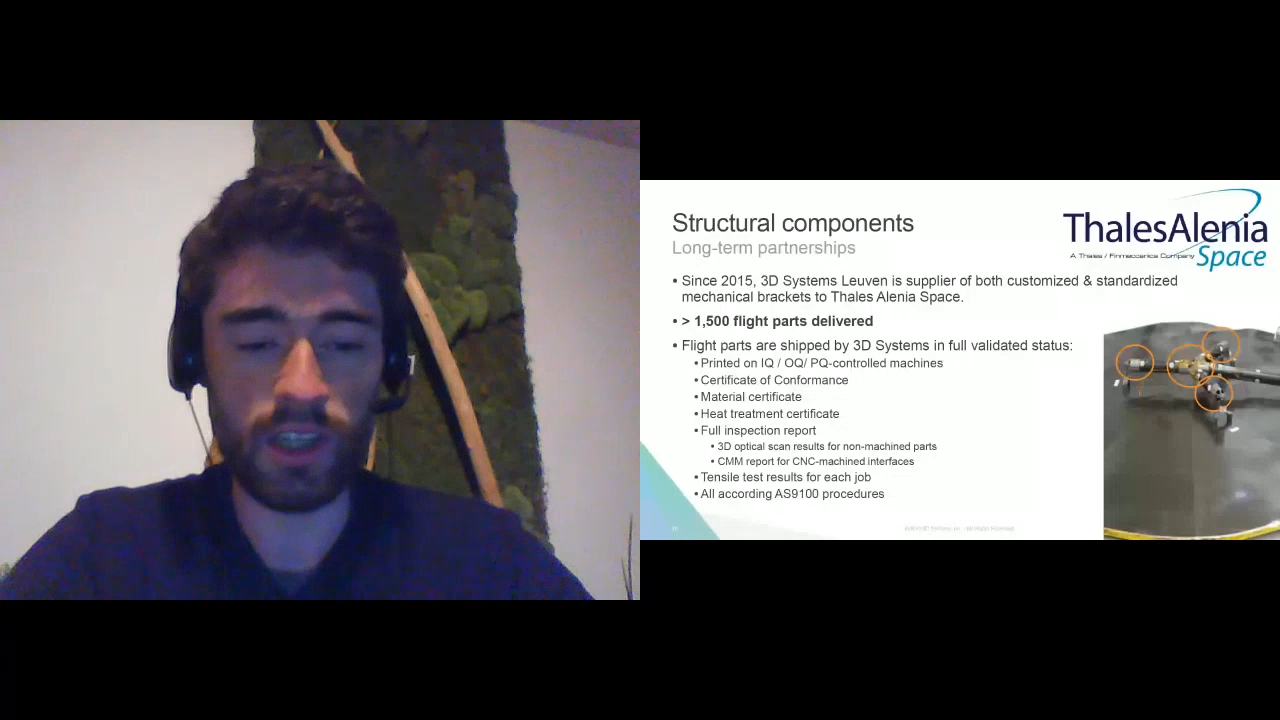 Structural components
Long-term partnerships
ThalesAlenia
A Thales / Finmeccanica Company
Space
• Since 2015, 3D Systems Leuven is supplier of both customized & standardized
mechanical brackets to Thales Alenia Space.
• > 1,500 flight parts delivered
• Flight parts are shipped by 3D Systems in full validated status:
• Printed on IQ / OQ/ PQ-controlled machines
• Certificate of Conformance
• Material certificate
• Heat treatment certificate
• Full inspection report
• 3D optical scan results for non-machined parts
• CMM report for CNC-machined interfaces
• Tensile test results for each job
• All according AS9100 procedures